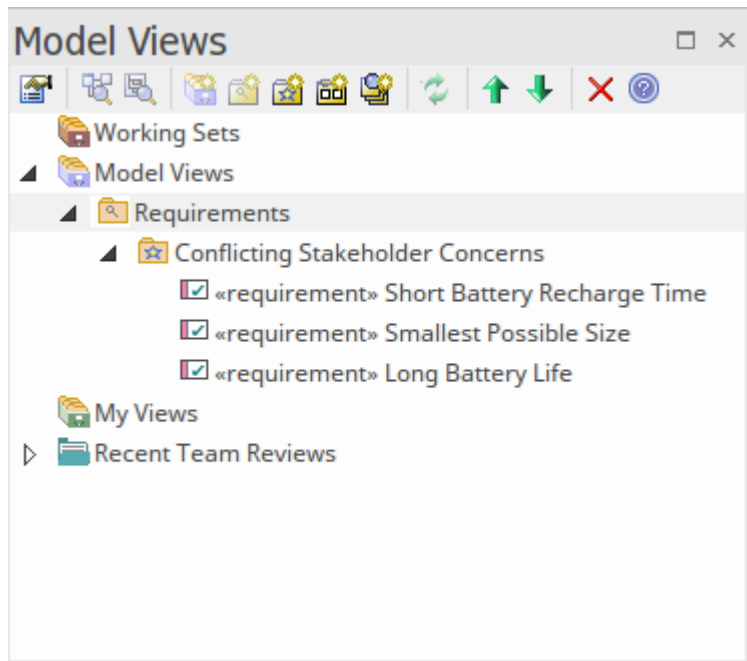 Model Views
Working Sets
Model Views
Requirements
Conflicting Stakeholder Concerns
«requirement» Short Battery Recharge Time
«requirement» Smallest Possible Size
«requirement» Long Battery Life
My Views
Recent Team Reviews